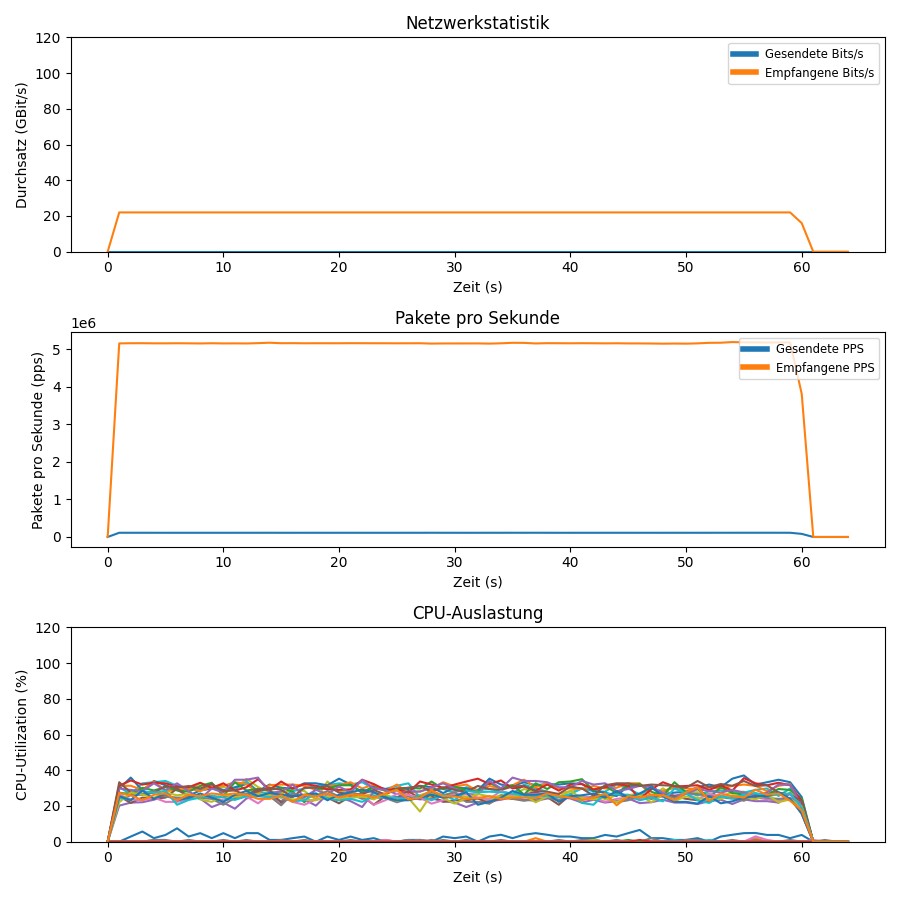 Netzwerkstatistik
120
100
80
60
40
20
0
Durchsatz (GBit/s)
Gesendete Bits/s
Empfangene Bits/s
0 10 20 30 40 50 60
Zeit (s)
Pakete pro Sekunde
1e6
5
4
3
2
1
0
Pakete pro Sekunde (pps)
Gesendete PPS
Empfangene PPS
0 10 20 30 40 50 60
Zeit (s)
CPU-Auslastung
120
100
80
60
40
20
0
CPU-Utilization (%)
0 10 20 30 40 50 60
Zeit (s)